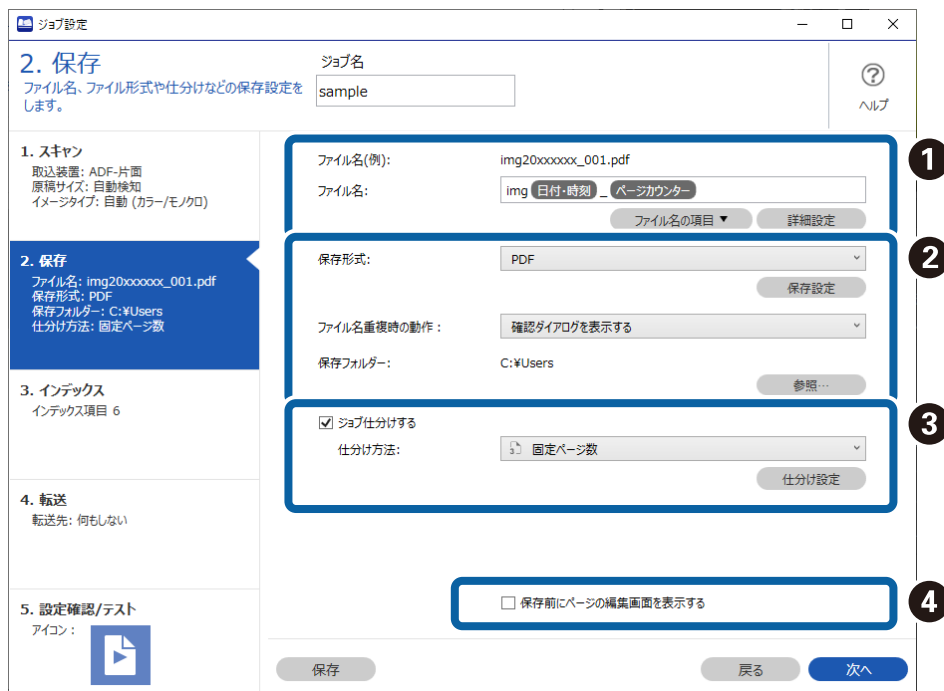 ジョブ設定
2. 保存
ファイル名、ファイル形式や仕分けなどの保存設定を
します。
ジョブ名
sample
ヘルプ
1. スキャン
取込装置: ADF-片面
原稿サイズ: 自動検知
イメージタイプ: 自動 (カラー/モノクロ)
2. 保存
ファイル名: img20xxxxxx_001.pdf
保存形式: PDF
保存フォルダー: C:¥Users
仕分け方法: 固定ページ数
3. インデックス
インデックス項目 6
4. 転送
転送先: 何もしない
5. 設定確認/テスト
アイコン :
ファイル名(例): img20xxxxxx_001.pdf
1
ファイル名: img 日付・時刻 _ ページカウンター
ファイル名の項目▼ 詳細設定
2
保存形式: PDF
保存設定
ファイル名重複時の動作 : 確認ダイアログを表示する
保存フォルダー: C:¥Users
参照…
3
ジョブ仕分けする
仕分け方法: 3 固定ページ数
仕分け設定
保存前にページの編集画面を表示する
4
保存 戻る 次へ